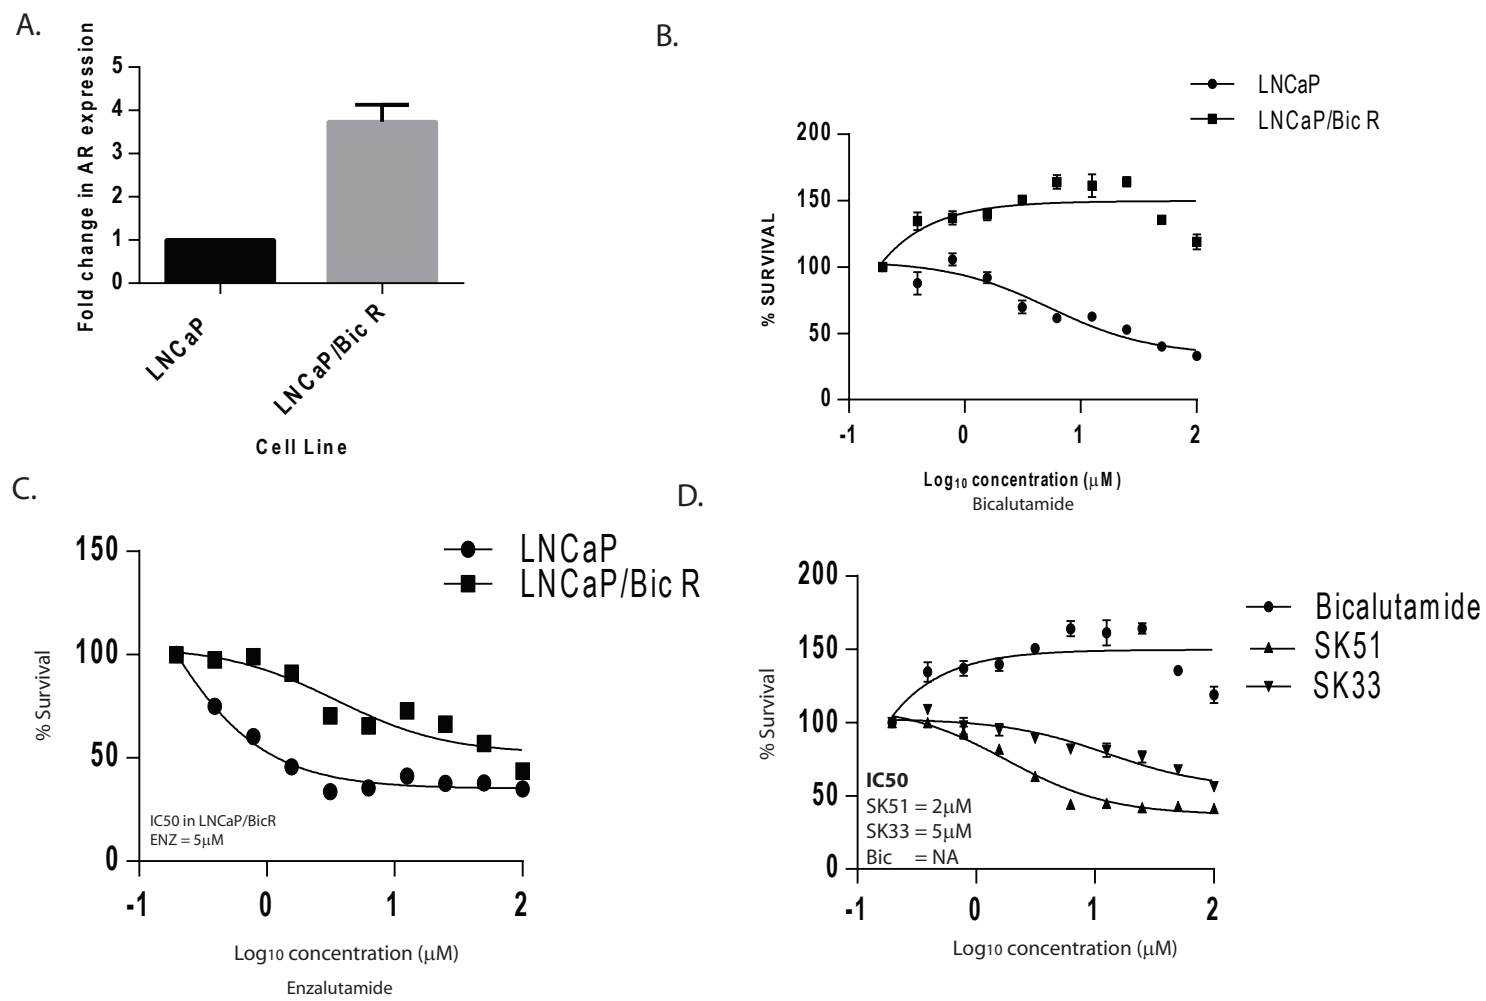 A.
Fold change in AR expression
5
4
3
2
1
0
LNCaP
LNCaP/Bic R
Cell Line
B.
LNCaP
LNCaP/Bic R
% SURVIVAL
200
150
100
50
0
-1
0
1
2
Log₁₀ concentration (μM)
Bicalutamide
C.
LNCaP
LNCaP/Bic R
% Survival
150
100
50
0
IC50 in LNCaP/BicR
ENZ = 5μM
-1
0
1
2
Log₁₀ concentration (μM)
Enzalutamide
D.
Bicalutamide
SK51
SK33
% Survival
200
150
100
50
0
IC50
SK51 = 2μM
SK33 = 5μM
Bic = NA
-1
0
1
2
Log₁₀ concentration (μM)